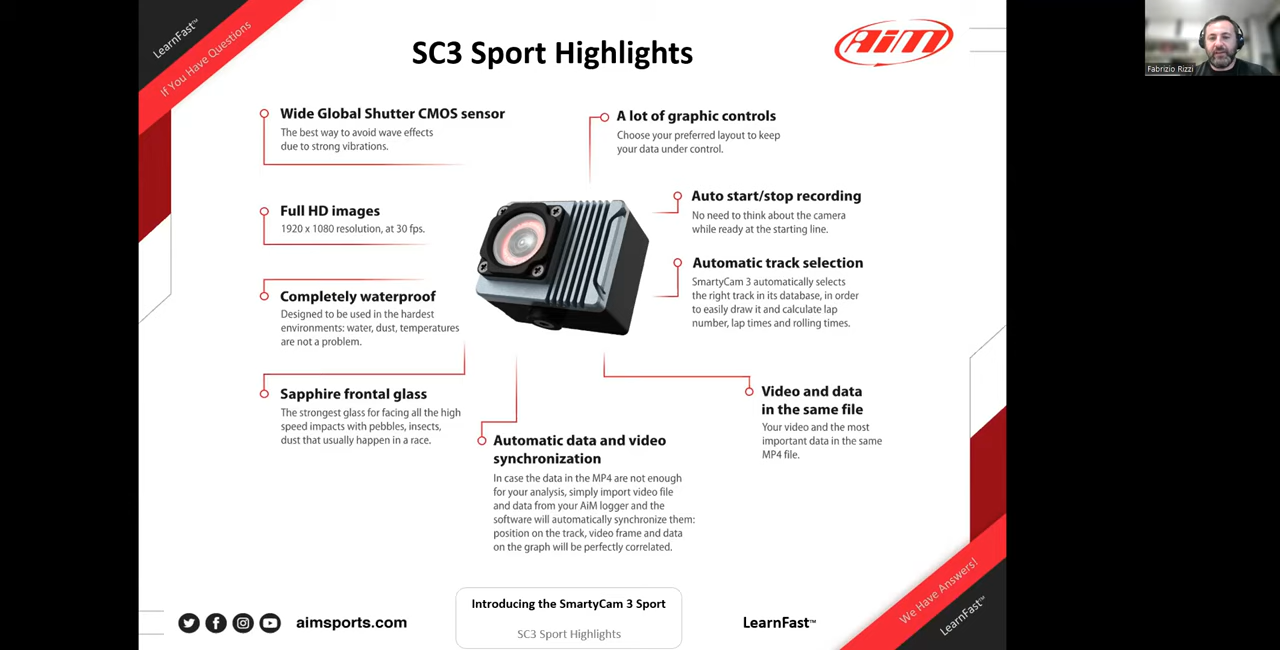 LearnFast™
If You Have Questions
SC3 Sport Highlights
AiM
Fabrizio Rizzi
Wide Global Shutter CMOS sensor
The best way to avoid wave effects
due to strong vibrations.
A lot of graphic controls
Choose your preferred layout to keep
your data under control.
Full HD images
1920 x 1080 resolution, at 30 fps.
Auto start/stop recording
No need to think about the camera
while ready at the starting line.
Completely waterproof
Designed to be used in the hardest
environments: water, dust, temperatures
are not a problem.
Automatic track selection
SmartyCam 3 automatically selects
the right track in its database, in order
to easily draw it and calculate lap
number, lap times and rolling times.
Sapphire frontal glass
The strongest glass for facing all the high
speed impacts with pebbles, insects,
dust that usually happen in a race.
Automatic data and video
synchronization
In case the data in the MP4 are not enough
for your analysis, simply import video file
and data from your AiM logger and the
software will automatically synchronize them:
position on the track, video frame and data
on the graph will be perfectly correlated.
Video and data
in the same file
Your video and the most
important data in the same
MP4 file.
aimsports.com
Introducing the SmartyCam 3 Sport
SC3 Sport Highlights
LearnFast™
We Have Answers!
LearnFast™